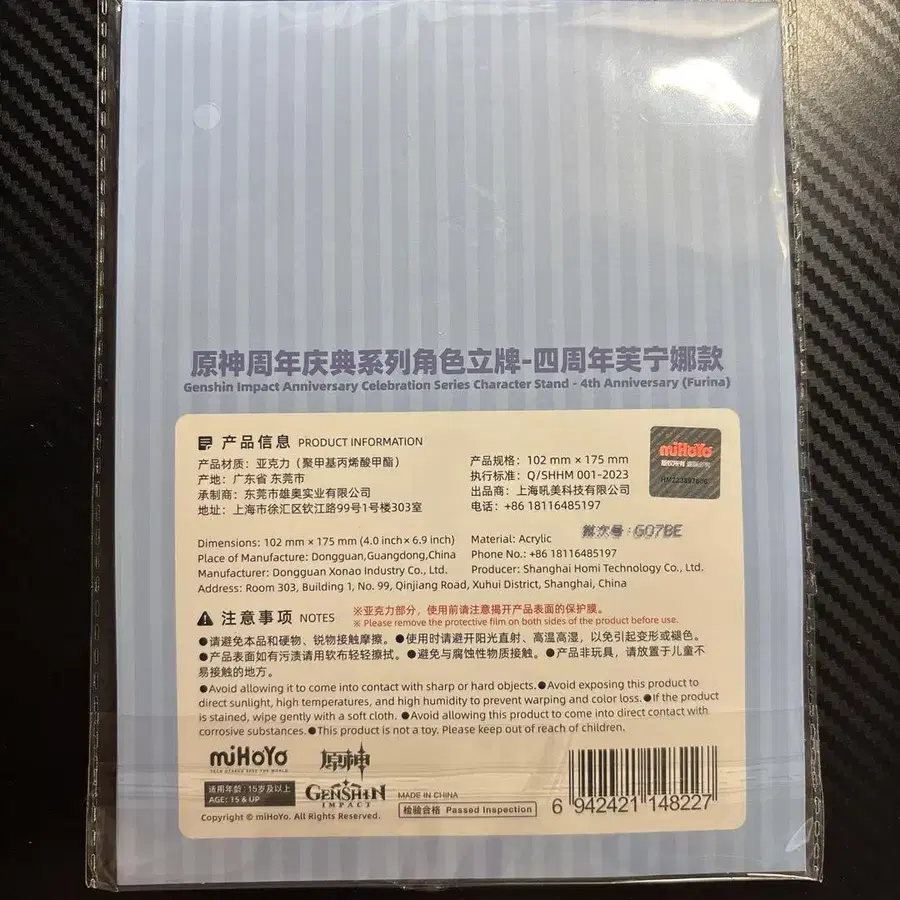 原神周年庆典系列角色立牌-四周年芙宁娜款
Genshin Impact Anniversary Celebration Series Character Stand - 4th Anniversary (Furina)
产品信息 PRODUCT INFORMATION
产品材质：亚克力（聚甲基丙烯酸甲酯）
产地：广东省 东莞市
承制商：东莞市雄奥实业有限公司
地址：上海市徐汇区钦江路99号1号楼303室
产品规格：102 mm × 175 mm
执行标准：Q/SHHM 001-2023
出品商：上海吼美科技有限公司
电话：+86 18116485197
miHoYo
版权所有 盗版必究
批次号：G07BE
Dimensions: 102 mm × 175 mm (4.0 inch× 6.9 inch)
Place of Manufacture: Dongguan,Guangdong,China
Manufacturer: Dongguan Xonao Industry Co., Ltd.
Material: Acrylic
Phone No.: +86 18116485197
Producer: Shanghai Homi Technology Co., Ltd.
Address: Room 303, Building 1, No. 99, Qinjiang Road, Xuhui District, Shanghai, China
注意事项 NOTES
※亚克力部分，使用前请注意揭开产品表面的保护膜。
※ Please remove the protective film on both sides of the product before use.
●请避免本品和硬物、锐物接触摩擦。●使用时请避开阳光直射、高温高湿，以免引起变形或褪色。
●产品表面如有污渍请用软布轻轻擦拭。●避免与腐蚀性物质接触。●产品非玩具，请放置于儿童不
易接触的地方。
●Avoid allowing it to come into contact with sharp or hard objects.●Avoid exposing this product to
direct sunlight, high temperatures, and high humidity to prevent warping and color loss.●If the product
is stained, wipe gently with a soft cloth. ●Avoid allowing this product to come into direct contact with
corrosive substances.●This product is not a toy. Please keep out of reach of children.
miHoYo
TECH OTAKUS SAVE THE WORLD
原神
GENSHIN
IMPACT
适用年龄：15岁及以上
AGE: 15 & UP
Copyright © miHoYo. All Rights Reserved.
MADE IN CHINA
检验合格 Passed Inspection
6 942421 148227